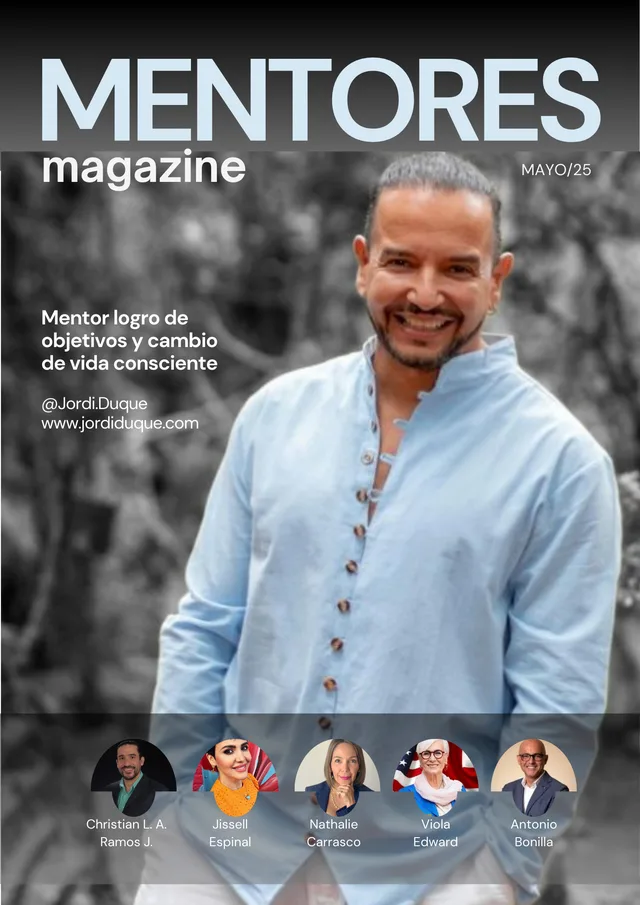 MENTORES
magazine
MAYO/25
Mentor logro de
objetivos y cambio
de vida consciente
@Jordi.Duque
www.jordiduque.com
Christian L. A.
Ramos J.
Jissell
Espinal
Nathalie
Carrasco
Viola
Edward
Antonio
Bonilla